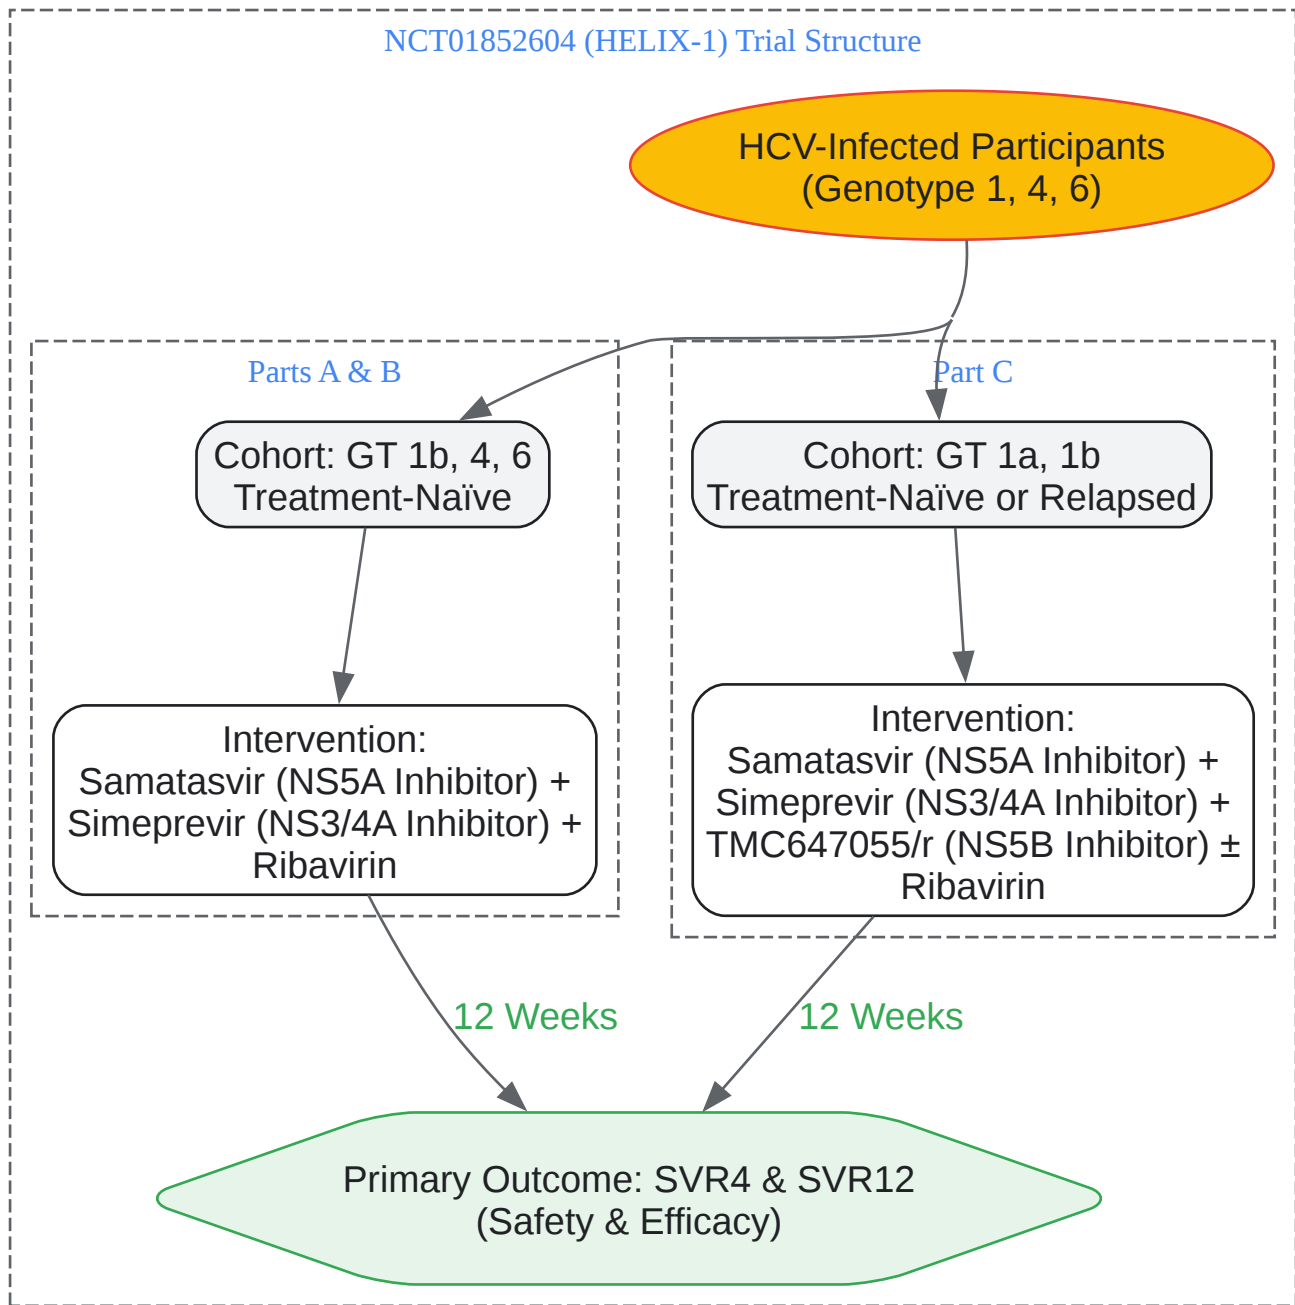 NCT01852604 (HELIX-1) Trial Structure
HCV-Infected Participants
(Genotype 1, 4, 6)
Parts A & B
Cohort: GT 1b, 4, 6
Treatment-Naïve
Intervention:
Samatasvir (NS5A Inhibitor) +
Simeprevir (NS3/4A Inhibitor) +
Ribavirin
12 Weeks
Part C
Cohort: GT 1a, 1b
Treatment-Naïve or Relapsed
Intervention:
Samatasvir (NS5A Inhibitor) +
Simeprevir (NS3/4A Inhibitor) +
TMC647055/r (NS5B Inhibitor) ±
Ribavirin
12 Weeks
Primary Outcome: SVR4 & SVR12
(Safety & Efficacy)